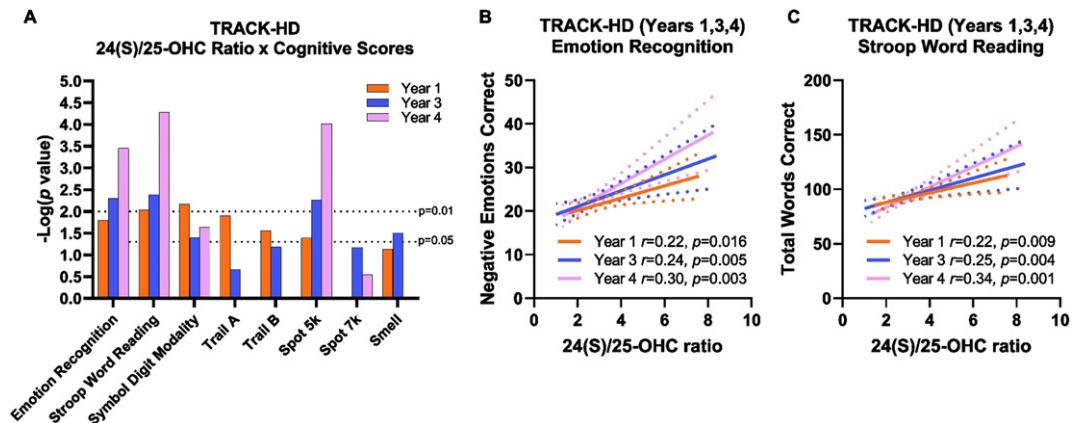 A
TRACK-HD
24(S)/25-OHC Ratio x Cognitive Scores
-Log(p value)
5.0
4.5
4.0
3.5
3.0
2.5
2.0
1.5
1.0
0.5
0.0
Year 1
Year 3
Year 4
p=0.01
p=0.05
Emotion Recognition
Stroop Word Reading
Symbol Digit Modality
Trail A
Trail B
Spot 5k
Spot 7k
Smell
B
TRACK-HD (Years 1,3,4)
Emotion Recognition
Negative Emotions Correct
50
40
30
20
10
0
Year 1 r=0.22, p=0.016
Year 3 r=0.24, p=0.005
Year 4 r=0.30, p=0.003
0 2 4 6 8 10
24(S)/25-OHC ratio
C
TRACK-HD (Years 1,3,4)
Stroop Word Reading
Total Words Correct
200
150
100
50
0
Year 1 r=0.22, p=0.009
Year 3 r=0.25, p=0.004
Year 4 r=0.34, p=0.001
0 2 4 6 8 10
24(S)/25-OHC ratio